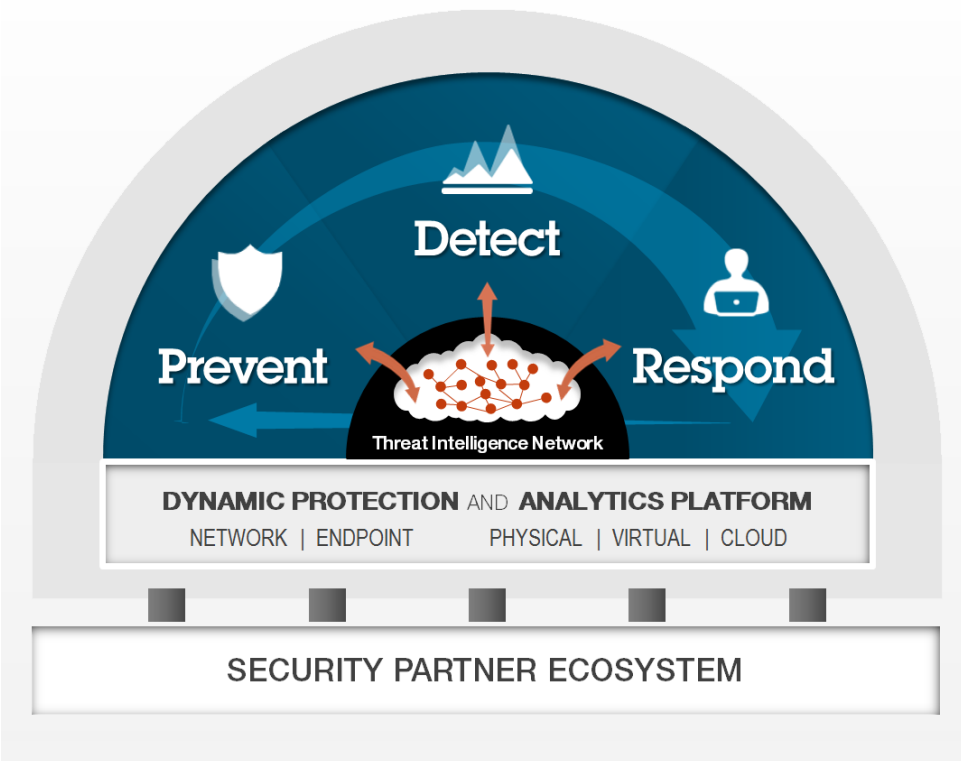 Detect
Prevent
Respond
Threat Intelligence Network
DYNAMIC PROTECTION AND ANALYTICS PLATFORM
NETWORK | ENDPOINT PHYSICAL | VIRTUAL | CLOUD
SECURITY PARTNER ECOSYSTEM